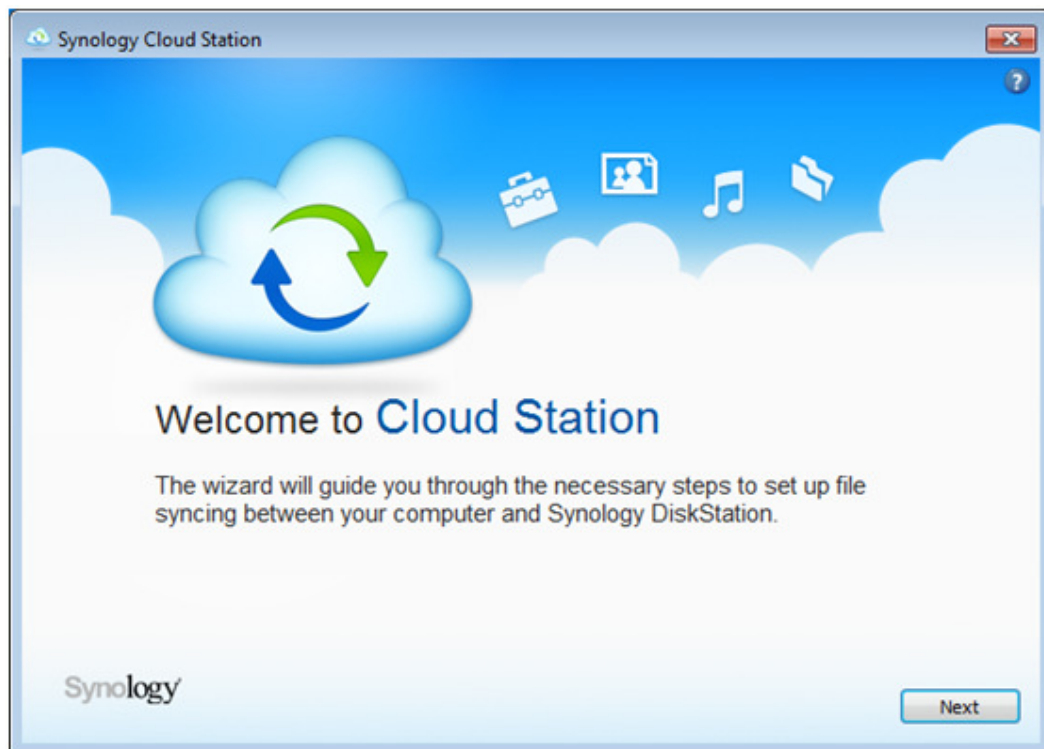 Synology Cloud Station
?
Welcome to Cloud Station
The wizard will guide you through the necessary steps to set up file
syncing between your computer and Synology DiskStation.
Synology
Next